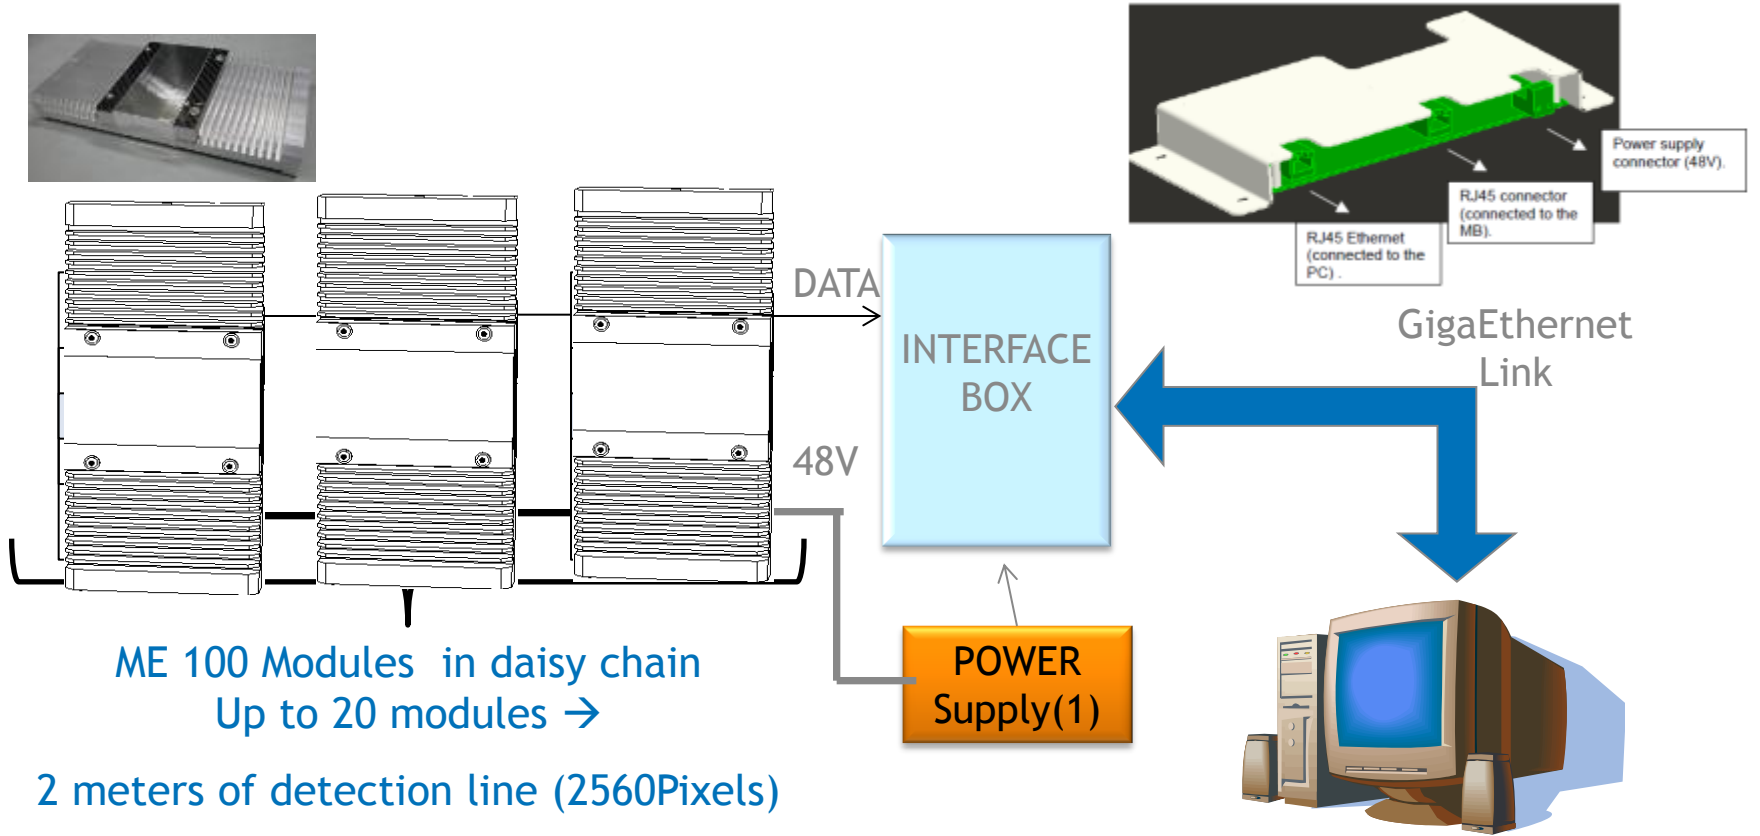 Power supply
connector (48V).
RJ45 connector
(connected to the
MB).
RJ45 Ethernet
(connected to the
PC) .
DATA
INTERFACE
BOX
GigaEthernet
Link
48V
POWER
Supply(1)
ME 100 Modules in daisy chain
Up to 20 modules →
2 meters of detection line (2560Pixels)